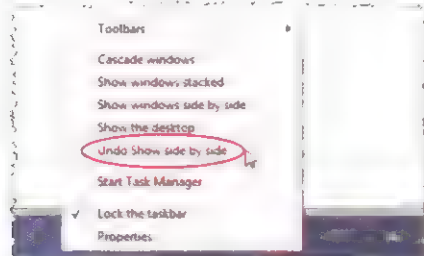 Toolbars
Cascade windows
Show windows stacked
Show windows side by side
Show the desktop
Undo Show side by side
Start Task Manager
Lock the taskbar
Properties